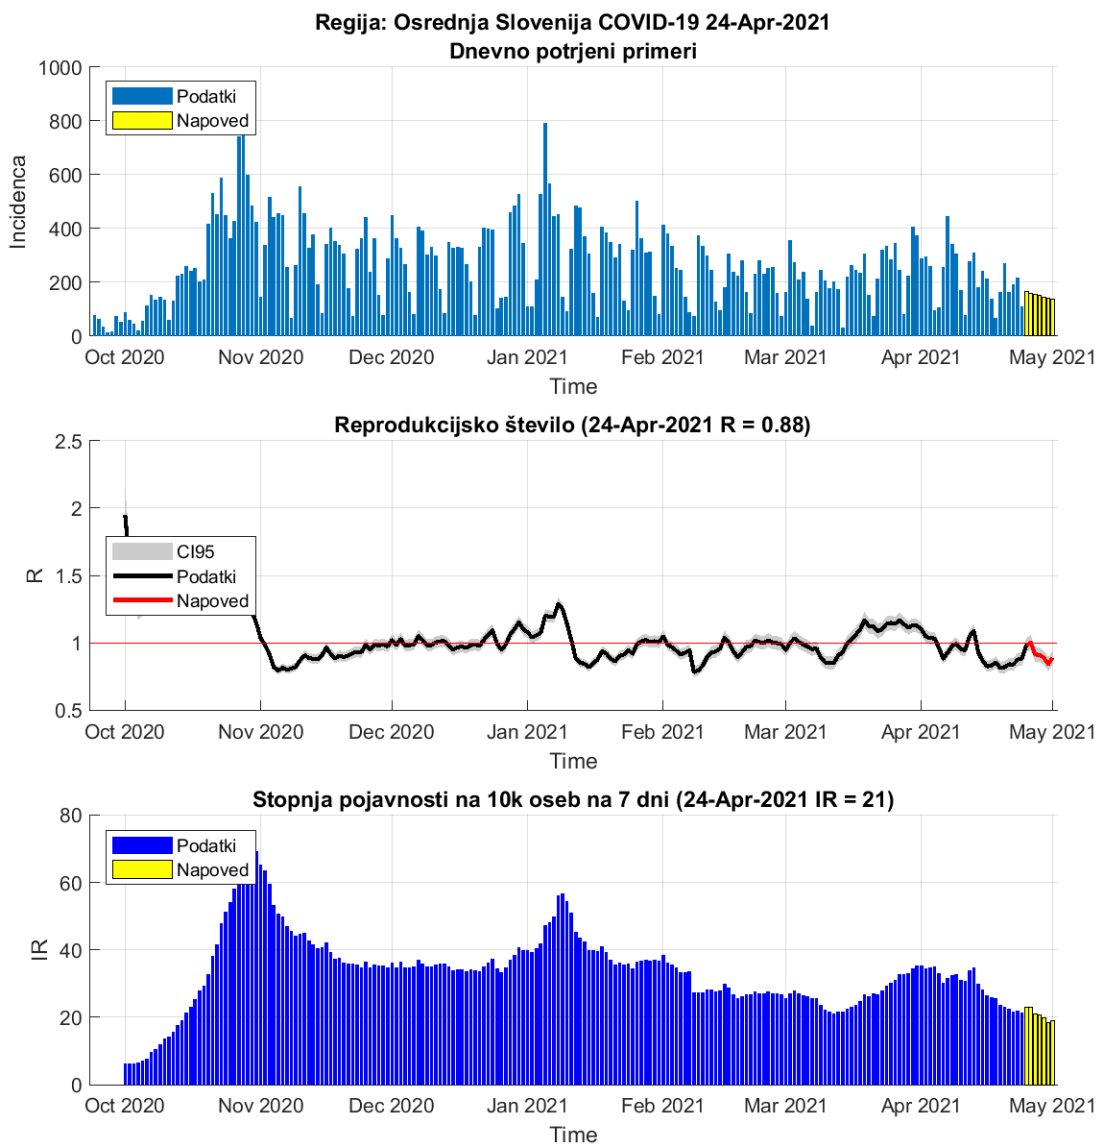 Regija: Osrednja Slovenija COVID-19 24-Apr-2021
Dnevno potrjeni primeri
1000
800
600
400
200
0
Incidenca
Podatki
Napoved
Oct 2020 Nov 2020 Dec 2020 Jan 2021 Feb 2021 Mar 2021 Apr 2021 May 2021
Time
Reprodukcijsko število (24-Apr-2021 R = 0.88)
2.5
2
1.5
1
0.5
R
CI95
Podatki
Napoved
Oct 2020 Nov 2020 Dec 2020 Jan 2021 Feb 2021 Mar 2021 Apr 2021 May 2021
Time
Stopnja pojavnosti na 10k oseb na 7 dni (24-Apr-2021 IR = 21)
80
60
40
20
0
IR
Podatki
Napoved
Oct 2020 Nov 2020 Dec 2020 Jan 2021 Feb 2021 Mar 2021 Apr 2021 May 2021
Time